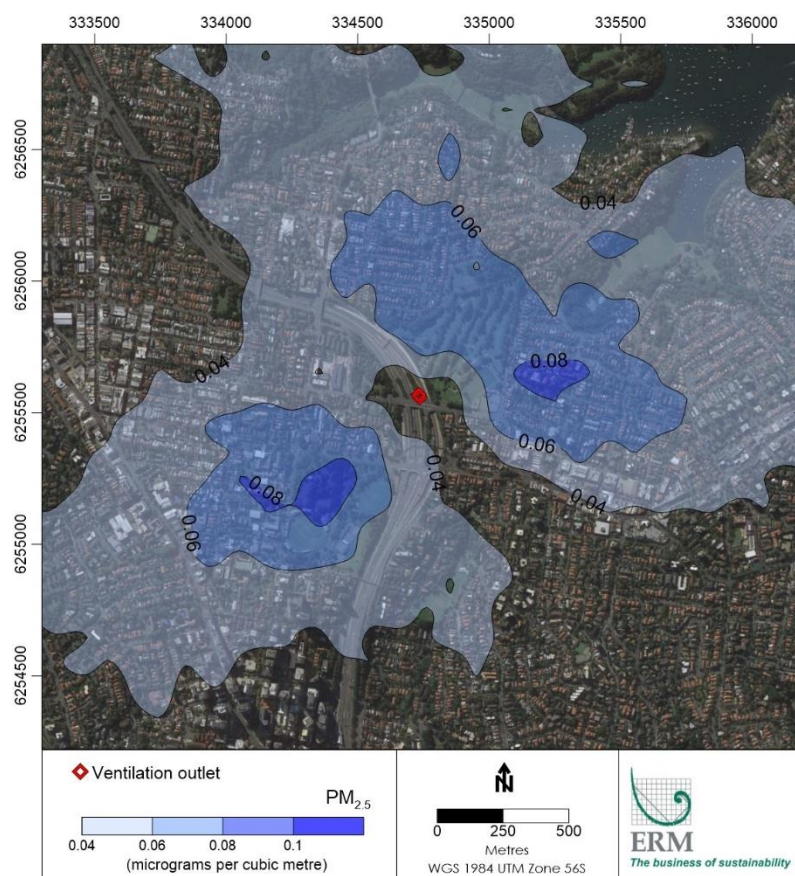 333500 334000 334500 335000 335500 336000
6256500
6256000
6255500
6255000
6254500
0.04
0.06
0.04
0.08
0.06
0.04
0.04
0.08
0.06
Ventilation outlet
PM2.5
0.04 0.06 0.08 0.1
(micrograms per cubic metre)
N
0 250 500
Metres
WGS 1984 UTM Zone 56S
ERM
The business of sustainability